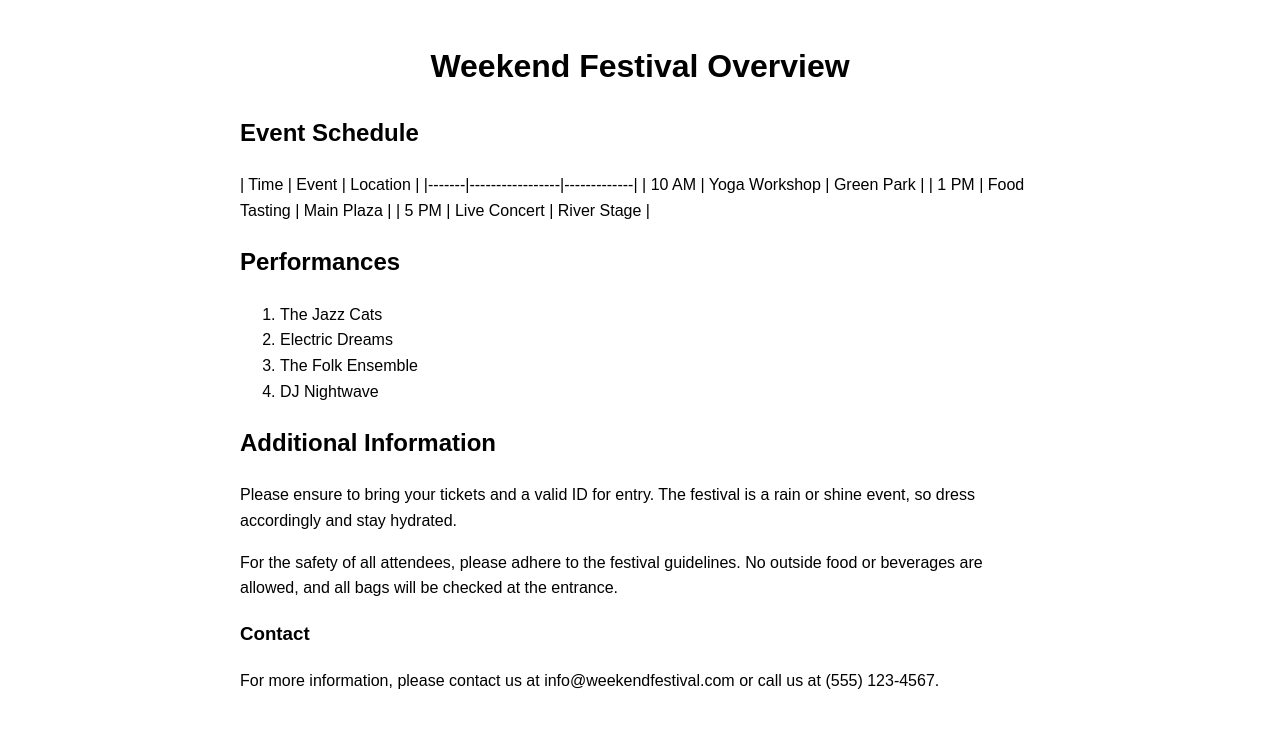 Weekend Festival Overview
Event Schedule
| Time | Event | Location | |-------|-----------------|-------------| | 10 AM | Yoga Workshop | Green Park | | 1 PM | Food
Tasting | Main Plaza | | 5 PM | Live Concert | River Stage |
Performances
1. The Jazz Cats
2. Electric Dreams
3. The Folk Ensemble
4. DJ Nightwave
Additional Information
Please ensure to bring your tickets and a valid ID for entry. The festival is a rain or shine event, so dress
accordingly and stay hydrated.
For the safety of all attendees, please adhere to the festival guidelines. No outside food or beverages are
allowed, and all bags will be checked at the entrance.
Contact
For more information, please contact us at info@weekendfestival.com or call us at (555) 123-4567.